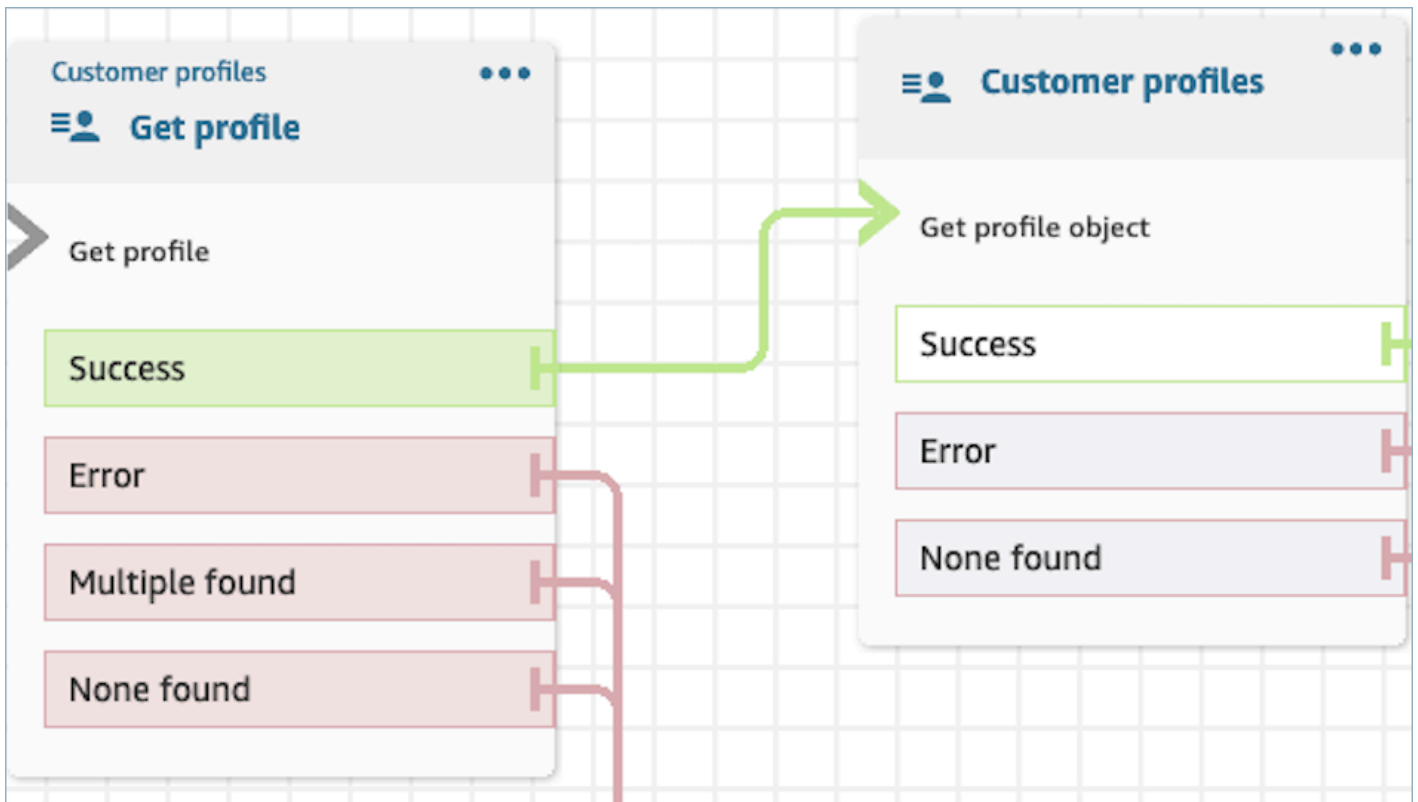 Customer profiles
Get profile
Get profile
Success
Error
Multiple found
None found
Customer profiles
Get profile object
Success
Error
None found